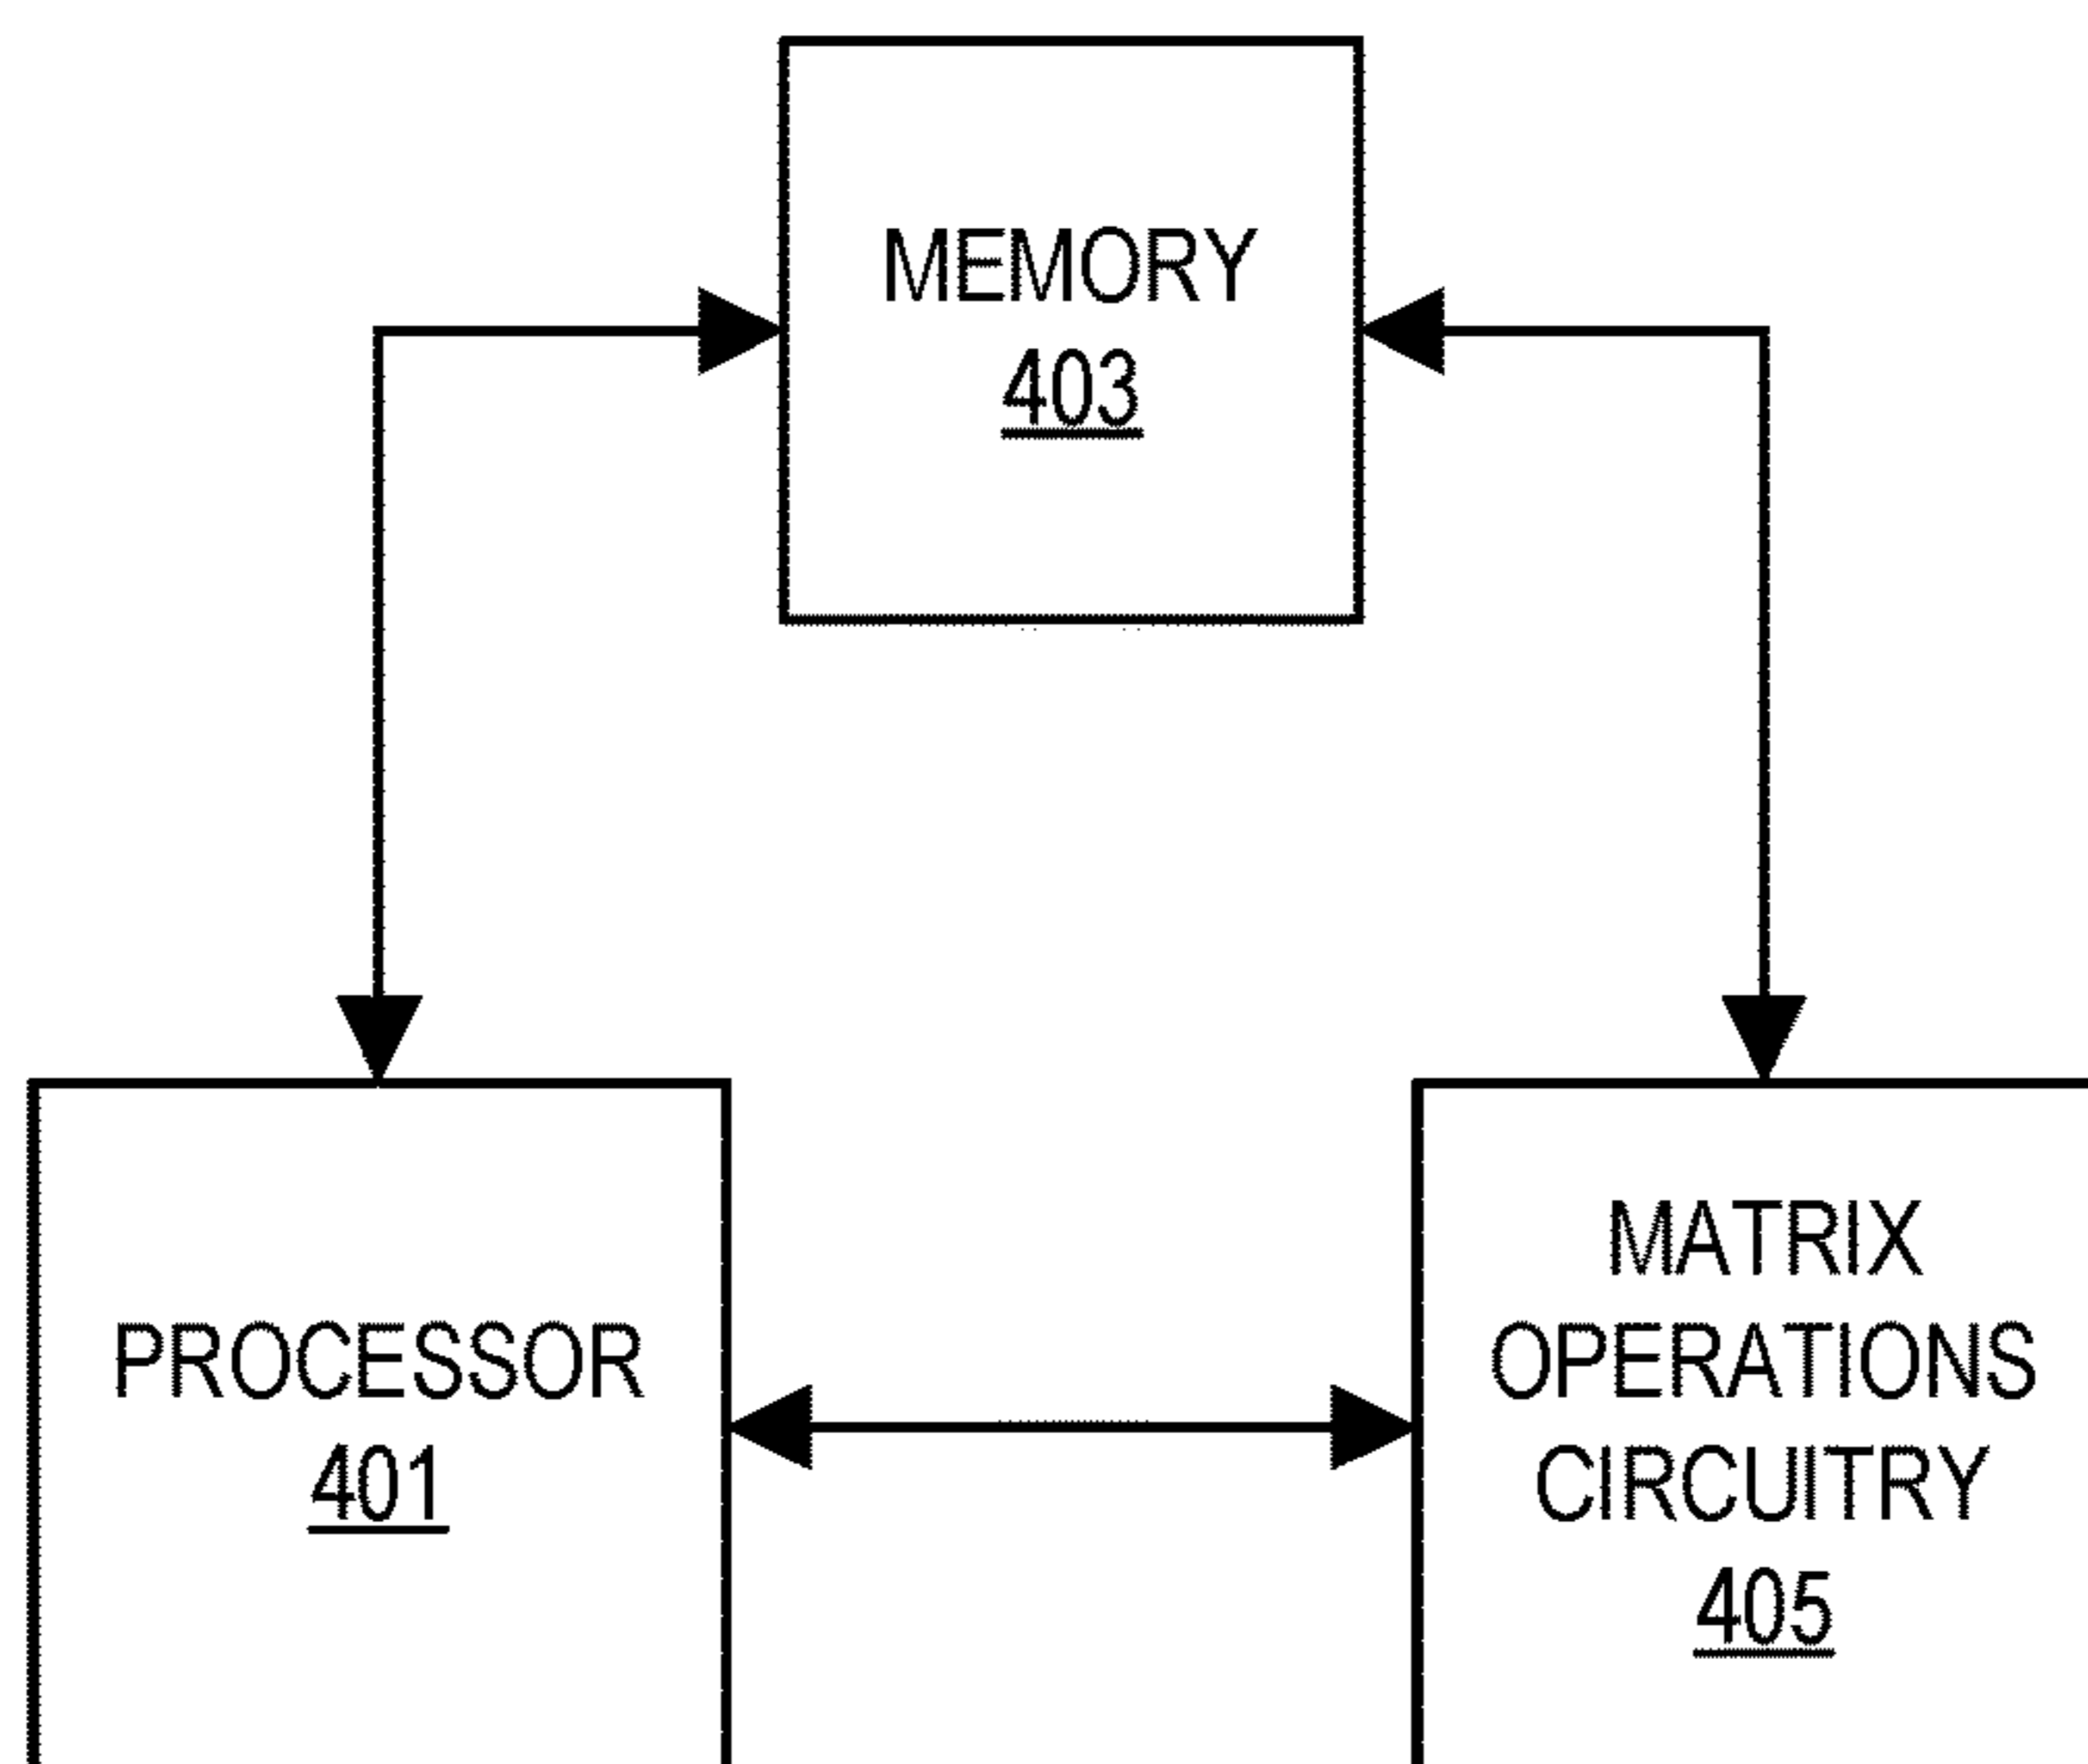 MEMORY
403
PROCESSOR
401
MATRIX
OPERATIONS
CIRCUITRY
405